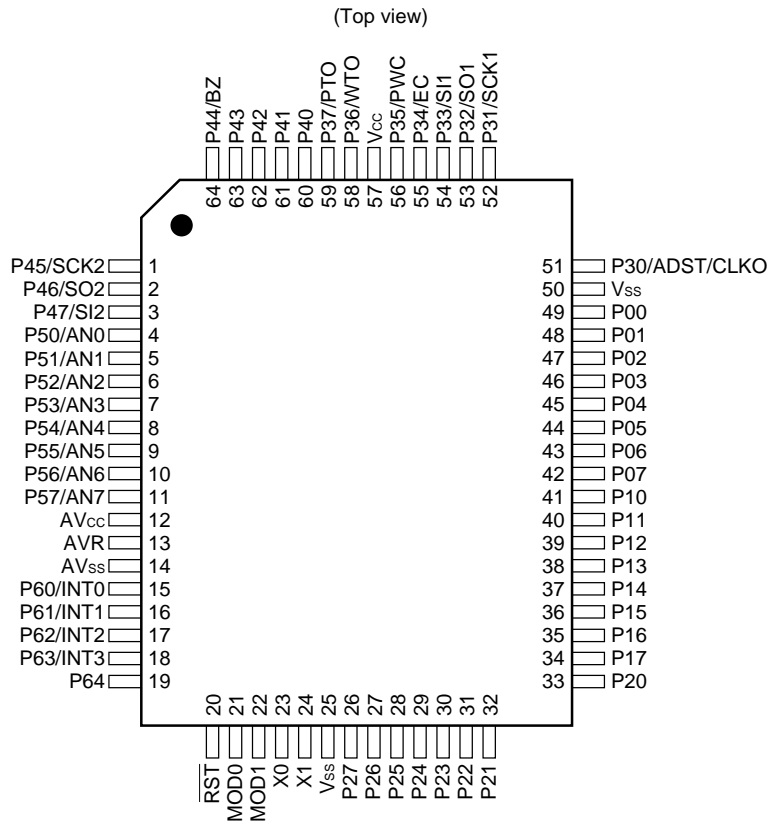 (Top view)
P44/BZ
P43
P42
P41
P40
P37/PTO
P36/WTO
Vcc
P35/PWC
P34/EC
P33/SI1
P32/SO1
P31/SCK1
64
63
62
61
60
59
58
57
56
55
54
53
52
P45/SCK2 1
P46/SO2 2
P47/SI2 3
P50/AN0 4
P51/AN1 5
P52/AN2 6
P53/AN3 7
P54/AN4 8
P55/AN5 9
P56/AN6 10
P57/AN7 11
AVcc 12
AVR 13
AVss 14
P60/INT0 15
P61/INT1 16
P62/INT2 17
P63/INT3 18
P64 19
51 P30/ADST/CLKO
50 Vss
49 P00
48 P01
47 P02
46 P03
45 P04
44 P05
43 P06
42 P07
41 P10
40 P11
39 P12
38 P13
37 P14
36 P15
35 P16
34 P17
33 P20
20
21
22
23
24
25
26
27
28
29
30
31
32
RST
MOD0
MOD1
X0
X1
Vss
P27
P26
P25
P24
P23
P22
P21